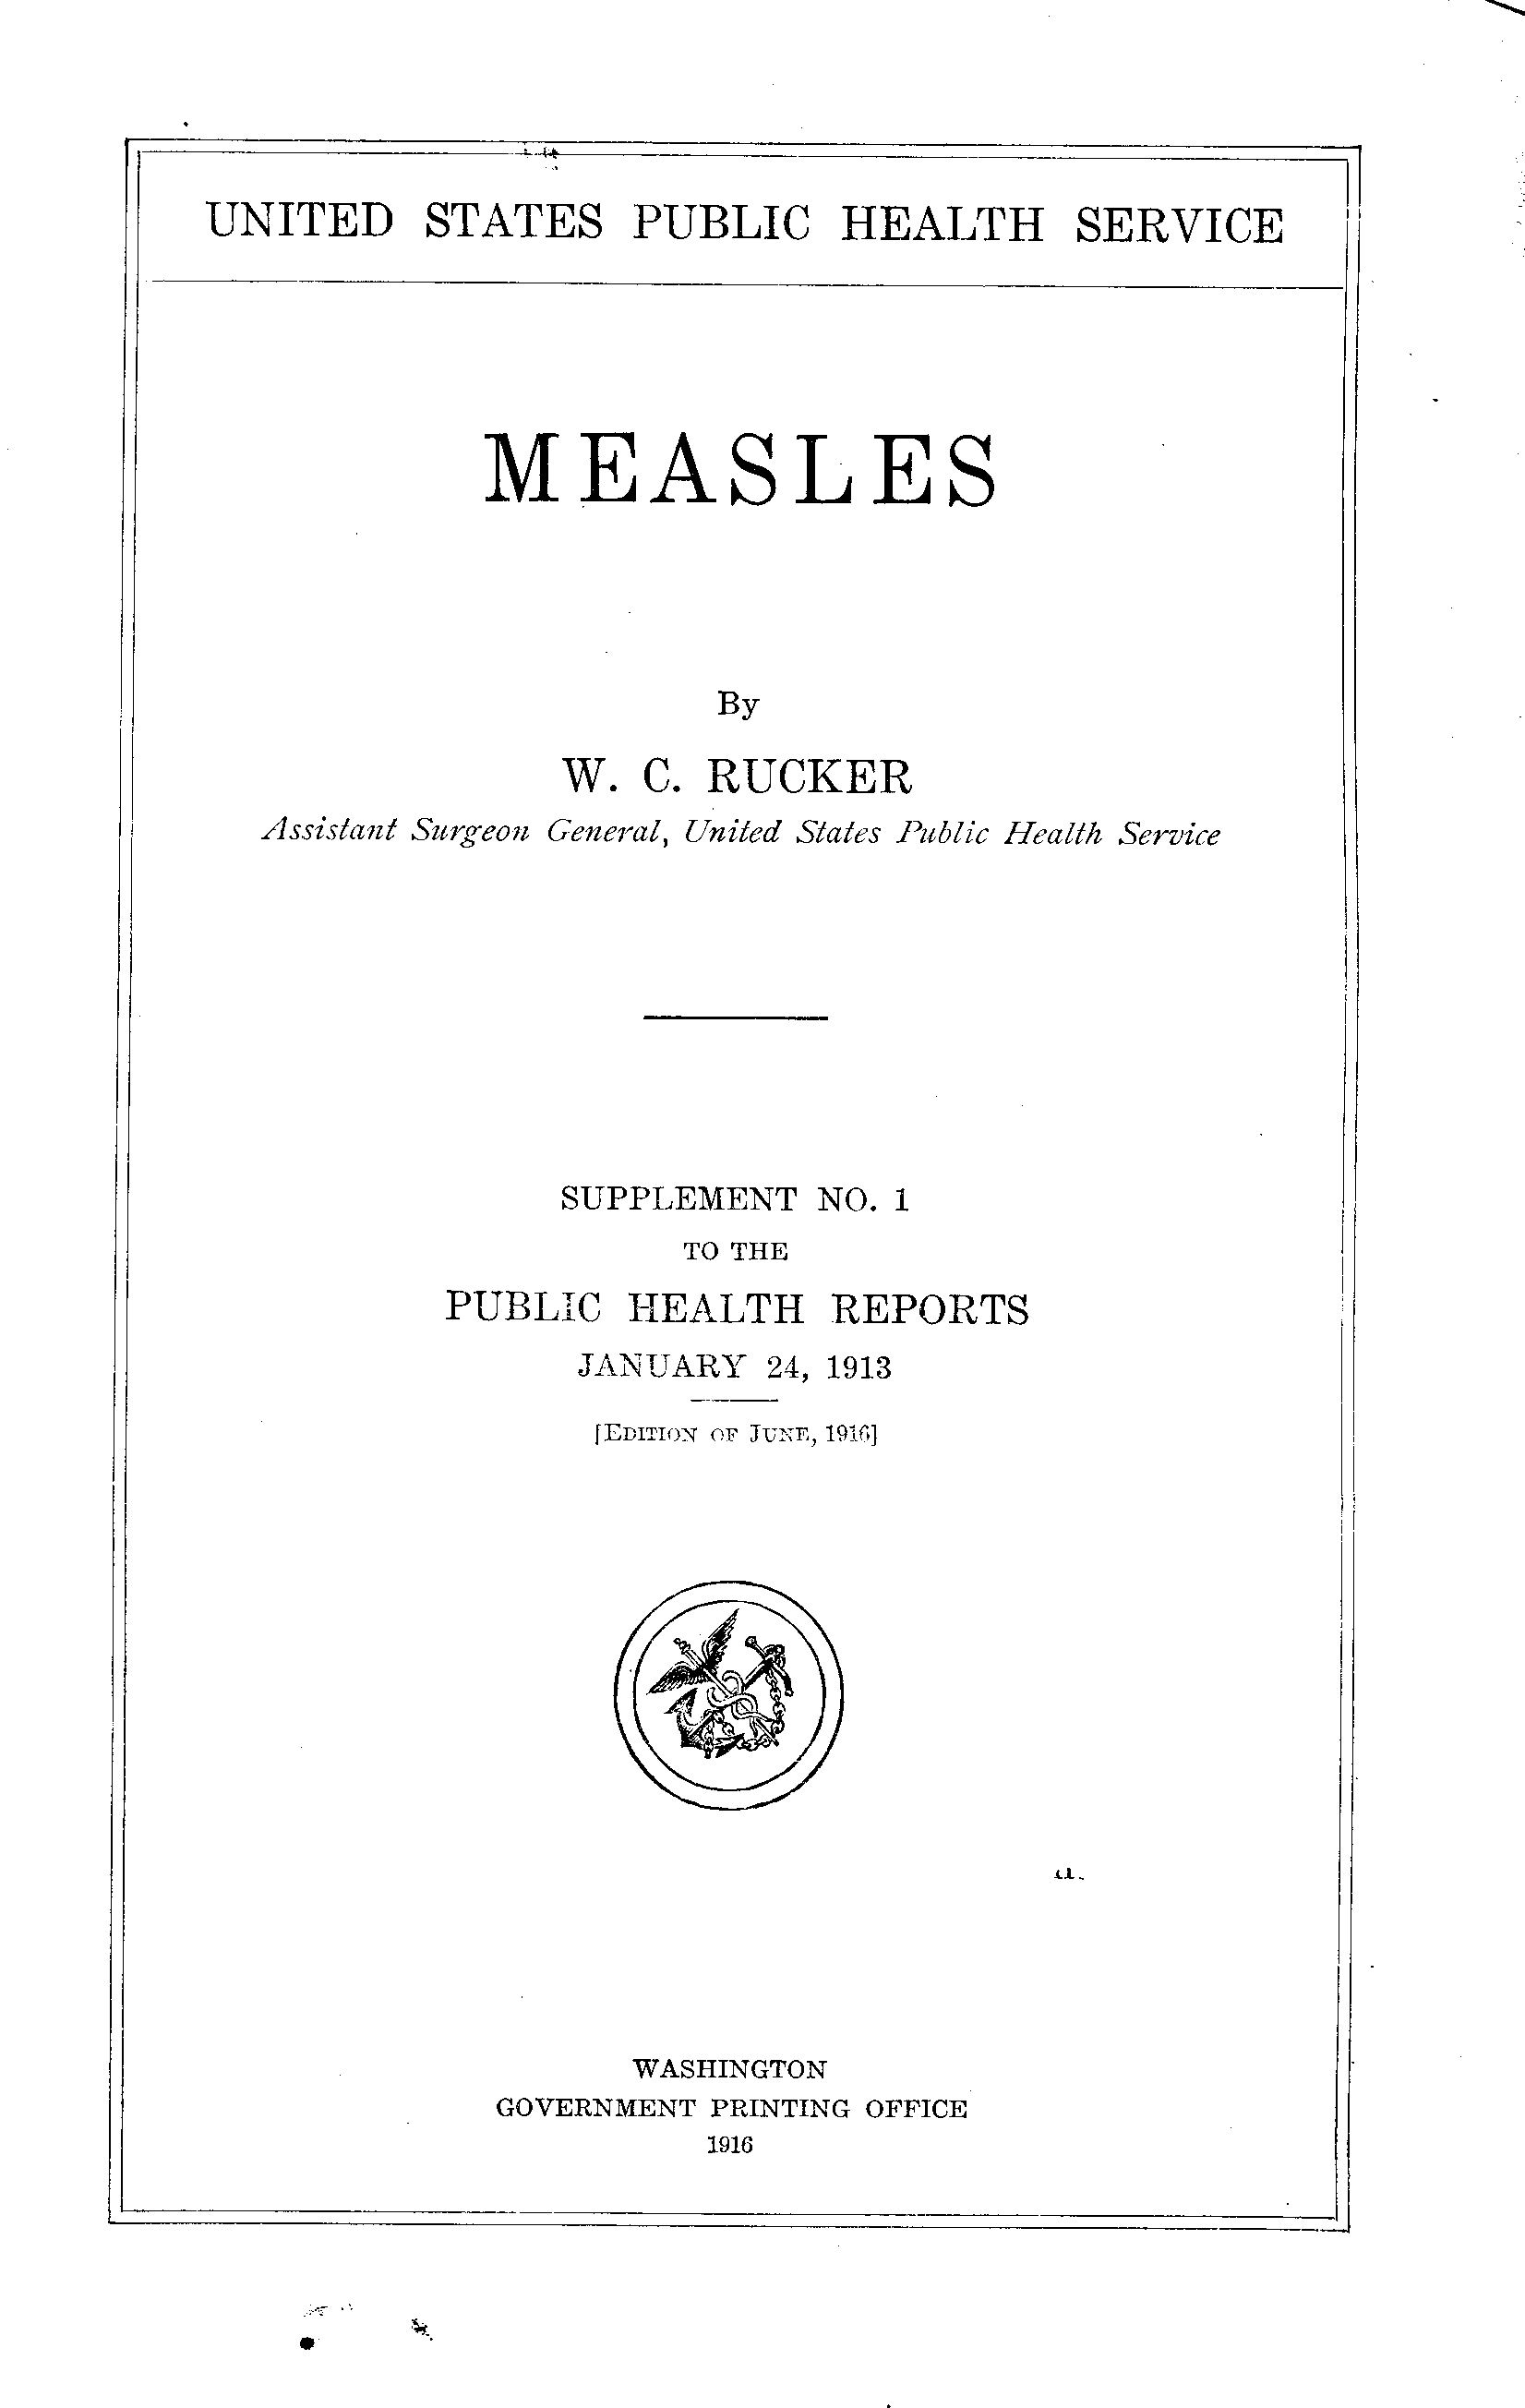 UNITED STATES PUBLIC HEALTH SERVICE
MEASLES
By
W. C. RUCKER
Assistant Surgeon General, United States Public Health Service
SUPPLEMENT NO. 1
TO THE
PUBLIC HEALTH REPORTS
JANUARY 24, 1913
[EDITION OF JUNE, 1916]
WASHINGTON
GOVERNMENT PRINTING OFFICE
1916